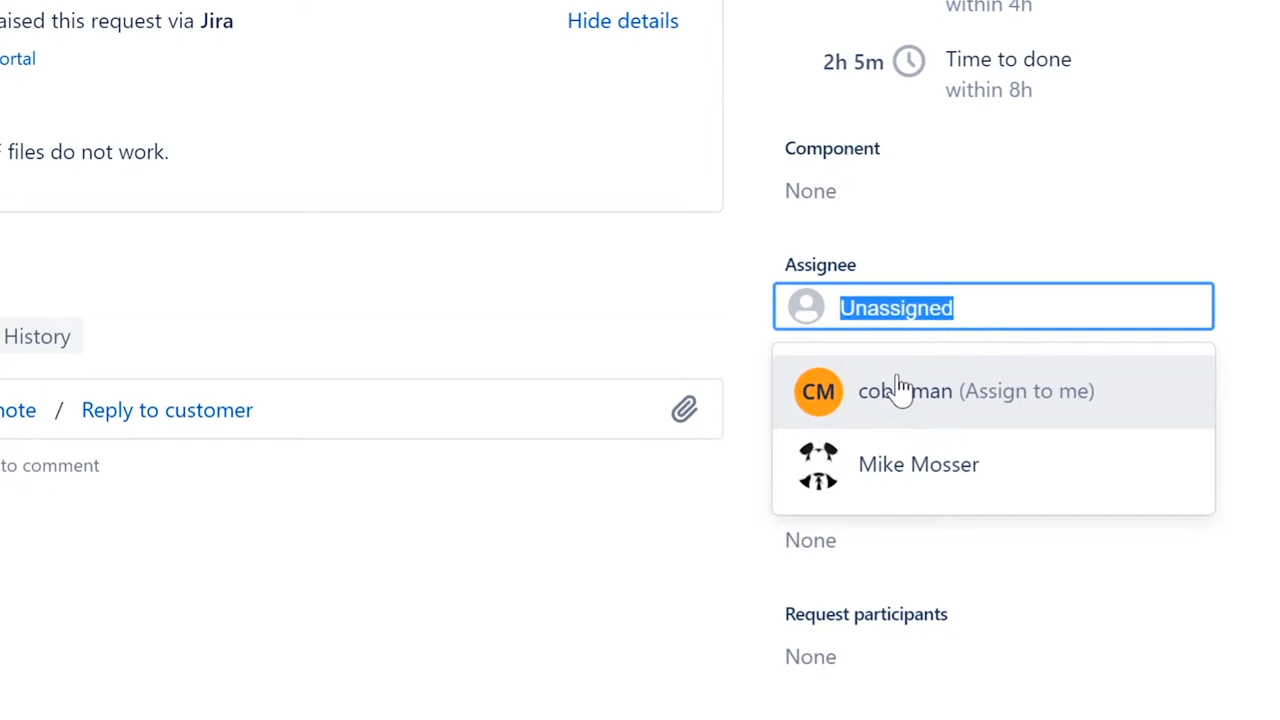 aised this request via Jira
Hide details
ortal
files do not work.
History
note / Reply to customer
to comment
within 4h
2h 5m
Time to done
within 8h
Component
None
Assignee
Unassigned
CM
(Assign to me)
Mike Mosser
None
Request participants
None